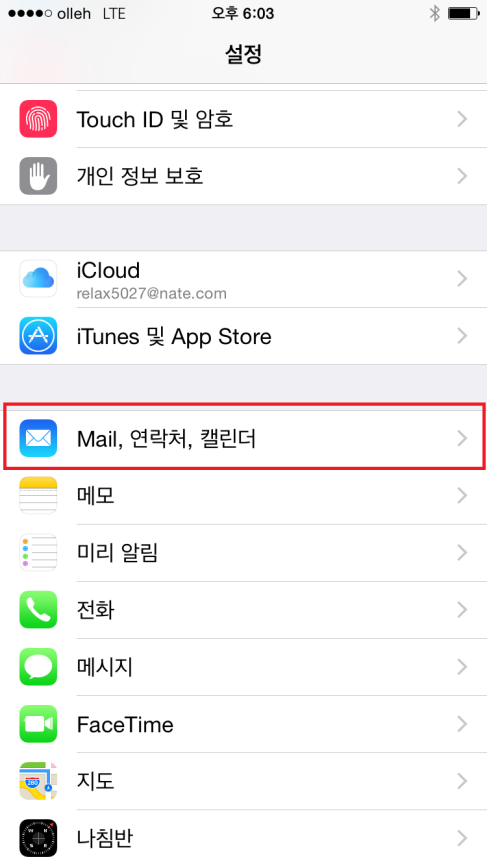 olleh LTE 오후 6:03
설정
Touch ID 및 암호
개인 정보 보호
iCloud
relax5027@nate.com
iTunes 및 App Store
Mail, 연락처, 캘린더
메모
미리 알림
전화
메시지
FaceTime
지도
나침반